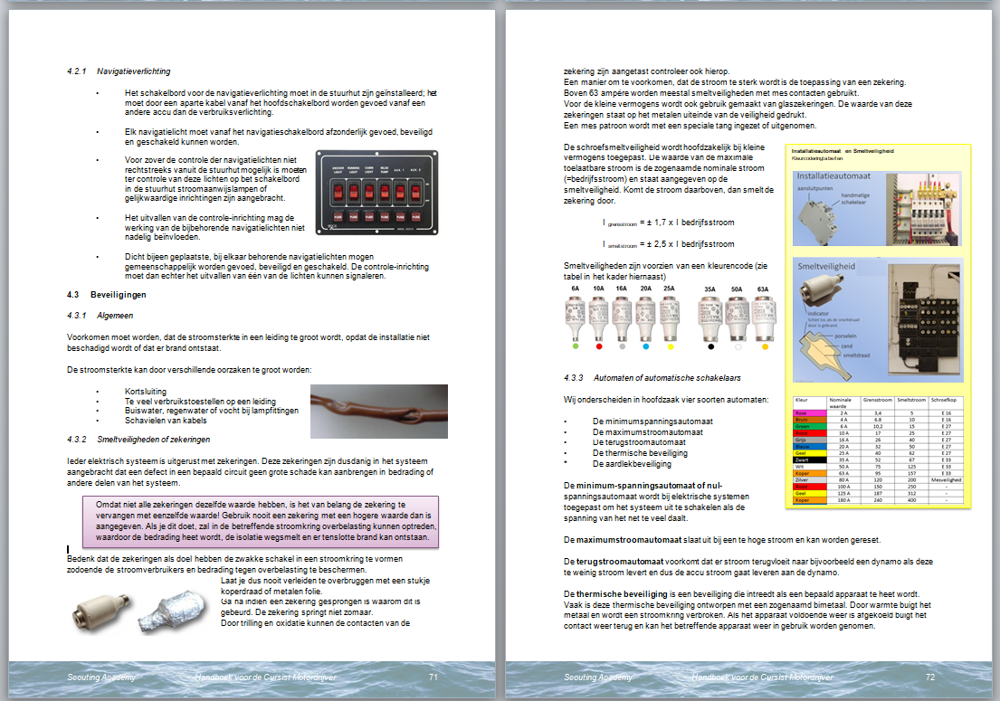 4.2.1 Navigatieverlichting
• Het schakelbord voor de navigatieverlichting moet in de stuurhut zijn geïnstalleerd; het
moet door een aparte kabel vanaf het hoofdschakelbord worden gevoed vanaf een
andere accu dan de verbruiksverlichting.
• Elk navigatielicht moet vanaf het navigatieschakelbord afzonderlijk gevoed, beveiligd
en geschakeld kunnen worden.
• Voor zover de controle der navigatielichten niet
rechtstreeks vanuit de stuurhut mogelijk is moeten
ter controle van deze lichten op bet schakelbord
in de stuurhut stroomaanwijslampen of
gelijkwaardige inrichtingen zijn aangebracht.
• Het uitvallen van de controle-inrichting mag de
werking van de bijbehorende navigatielichten niet
nadelig beïnvloeden.
• Dicht bijeen geplaatste, bij elkaar behorende navigatielichten mogen
gemeenschappelijk worden gevoed, beveiligd en geschakeld. De controle-inrichting
moet dan echter het uitvallen van één van de lichten kunnen signaleren.
ANCHOR LIGHT RUNNING LIGHT CABIN LIGHT BILGE PUMP AUX. 1 AUX. 2
FUSE FUSE FUSE FUSE FUSE FUSE
4.3 Beveiligingen
4.3.1 Algemeen
Voorkomen moet worden, dat de stroomsterkte in een leiding te groot wordt, opdat de installatie niet
beschadigd wordt of dat er brand ontstaat.
De stroomsterkte kan door verschillende oorzaken te groot worden:
• Kortsluiting
• Te veel verbruikstoestellen op een leiding
• Buiswater, regenwater of vocht bij lampfittingen
• Schavielen van kabels
4.3.2 Smeltveiligheden of zekeringen
Ieder elektrisch systeem is uitgerust met zekeringen. Deze zekeringen zijn dusdanig in het systeem
aangebracht dat een defect in een bepaald circuit geen grote schade kan aanbrengen in bedrading of
andere delen van het systeem.
Omdat niet alle zekeringen dezelfde waarde hebben, is het van belang de zekering te
vervangen met eenzelfde waarde! Gebruik nooit een zekering met een hogere waarde dan is
aangegeven. Als je dit doet, zal in de betreffende stroomkring overbelasting kunnen optreden,
waardoor de bedrading heet wordt, de isolatie wegsmelt en er tenslotte brand kan ontstaan.
Bedenk dat de zekeringen als doel hebben de zwakke schakel in een stroomkring te vormen
zodoende de stroomverbruikers en bedrading tegen overbelasting te beschermen.
Laat je dus nooit verleiden te overbruggen met een stukje
koperdraad of metalen folie.
Ga na indien een zekering gesprongen is waarom dit is
gebeurd. De zekering springt niet zomaar.
Door trilling en oxidatie kunnen de contacten van de
Scouting Academy Handboek voor de Cursist Motordrijver 71
zekering zijn aangetast controleer ook hierop.
Een manier om te voorkomen, dat de stroom te sterk wordt is de toepassing van een zekering.
Boven 63 ampère worden meestal smeltveiligheden met mes contacten gebruikt.
Voor de kleine vermogens wordt ook gebruik gemaakt van glaszekeringen. De waarde van deze
zekeringen staat op het metalen uiteinde van de veiligheid gedrukt.
Een mes patroon wordt met een speciale tang ingezet of uitgenomen.
De schroefsmeltveiligheid wordt hoofdzakelijk bij kleine
vermogens toegepast. De waarde van de maximale
toelaatbare stroom is de zogenaamde nominale stroom
(=bedrijfsstroom) en staat aangegeven op de
smeltveiligheid. Komt de stroom daarboven, dan smelt de
zekering door.
I grensstroom = ± 1,7 x I bedrijfsstroom
I smeltstroom = ± 2,5 x I bedrijfsstroom
Smeltveiligheden zijn voorzien van een kleurencode (zie
tabel in het kader hiernaast)
6A 10A 16A 20A 25A 35A 50A 63A
4.3.3 Automaten of automatische schakelaars
Wij onderscheiden in hoofdzaak vier soorten automaten:
• De minimumspanningsautomaat
• De maximumstroomautomaat
• De terugstroomautomaat
• De thermische beveiliging
• De aardlekbeveiliging
De minimum-spanningsautomaat of nul-
spanningsautomaat wordt bij elektrische systemen
toegepast om het systeem uit te schakelen als de
spanning van het net te veel daalt.
De maximumstroomautomaat slaat uit bij een te hoge stroom en kan worden gereset.
De terugstroomautomaat voorkomt dat er stroom terugvloeit naar bijvoorbeeld een dynamo als deze
te weinig stroom levert en dus de accu stroom gaat leveren aan de dynamo.
De thermische beveiliging is een beveiliging die intreedt als een bepaald apparaat te heet wordt.
Vaak is deze thermische beveiliging ontworpen met een zogenaamd bimetaal. Door warmte buigt het
metaal en wordt een stroomkring verbroken. Als het apparaat voldoende weer is afgekoeld buigt het
contact weer terug en kan het betreffende apparaat weer in gebruik worden genomen.
Installatieautomaat en Smeltveiligheid
Kleurcoderingtabellen
Installatieautomaat
aansluitpunten
handmatige
schakelaar
Smeltveiligheid
indicator
Schiet los als de smeltdraad
door is gebrand.
porselein
zand
smeltdraad
Kleur Nominale waarde Grensstroom Smeltstroom Schroefkop
Rose 2 A 3,4 5 E 16
Bruin 4 A 6,8 10 E 16
Groen 6 A 10,2 15 E 27
Rood 10 A 17 25 E 27
Grijs 16 A 26 40 E 27
Blauw 20 A 32 50 E 27
Geel 25 A 40 62 E 27
Zwart 35 A 52 67 E 33
Wit 50 A 75 125 E 33
Koper 63 A 95 157 E 33
Zilver 80 A 120 200 Mesveiligheid
Rood 100 A 150 250 -
Geel 125 A 187 312 -
Koper 180 A 240 400 -
Scouting Academy Handboek voor de Cursist Motordrijver 72